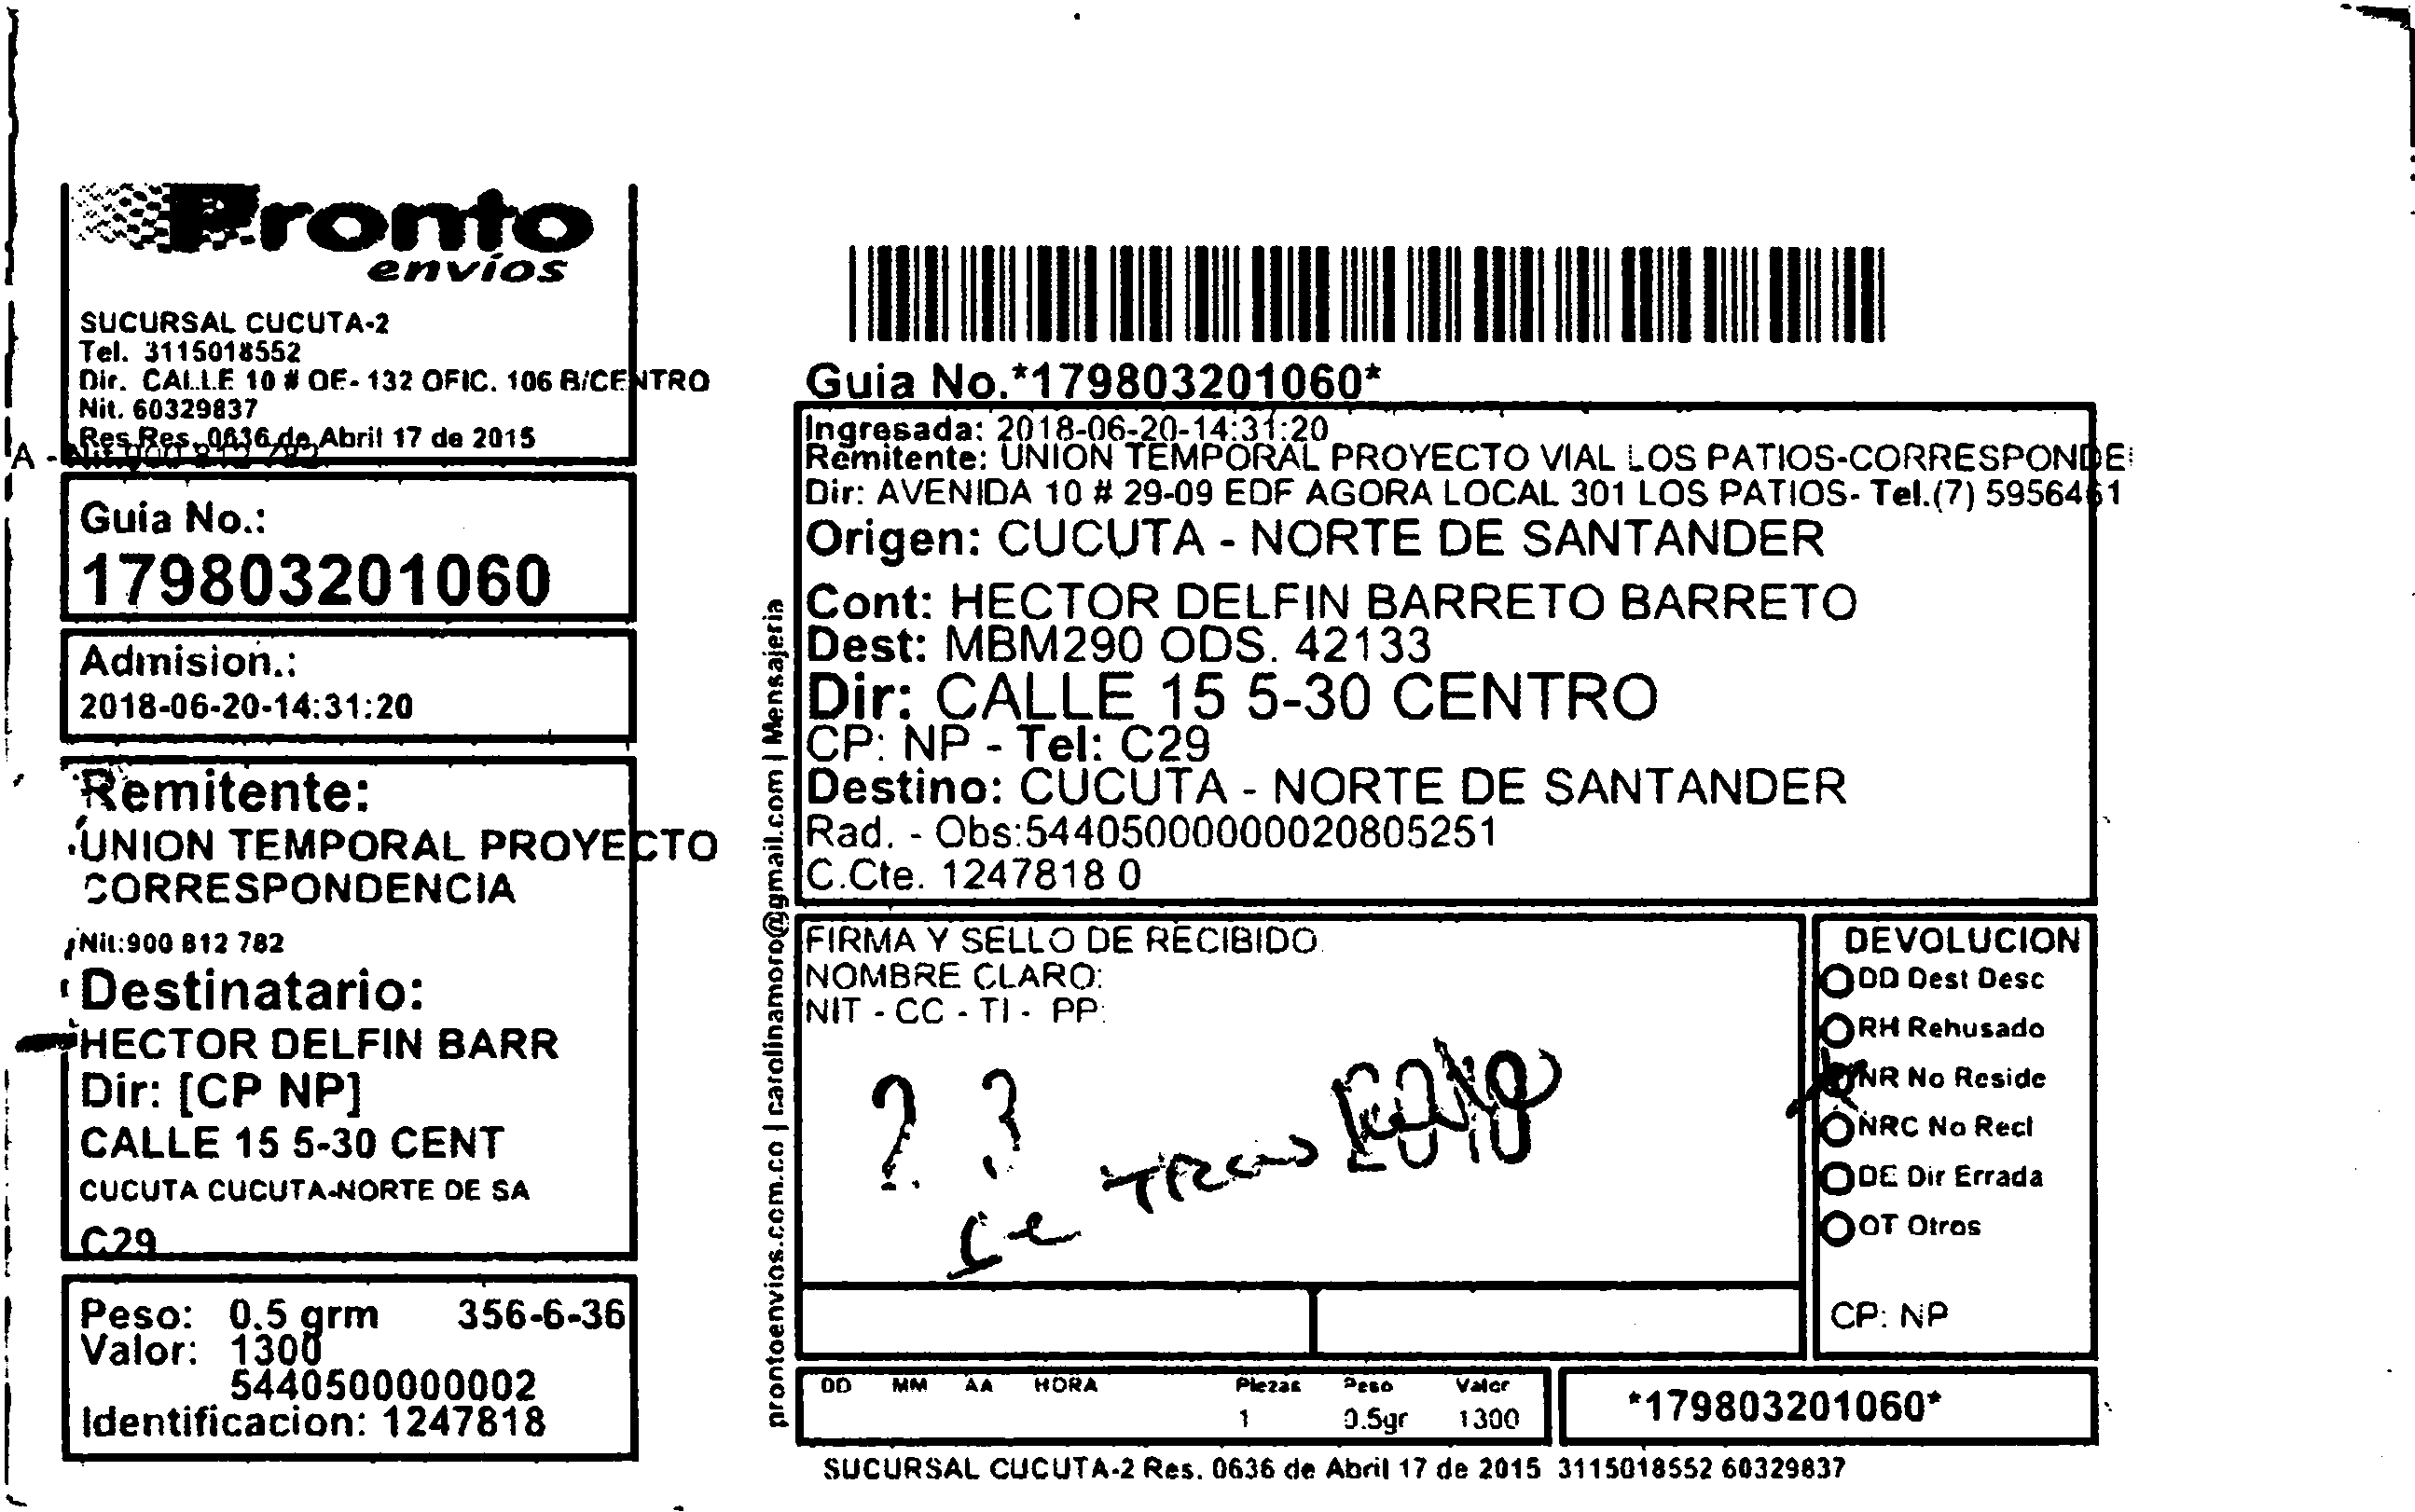 Pronto
envíos
SUCURSAL CUCUTA-2
Tel. 3115018552
Dir. CALLE 10 # OE-132 OFIC. 106 B/CENTRO
Nit. 60329837
Res Res. 0636 de Abril 17 de 2015
A - Nit 900 812 782
Guia No.:
179803201060
Admision.:
2018-06-20-14:31:20
Remitente:
UNION TEMPORAL PROYECTO
CORRESPONDENCIA
Nit:900 812 782
Destinatario:
HECTOR DELFIN BARR
Dir: [CP NP]
CALLE 15 5-30 CENT
CUCUTA CUCUTA-NORTE DE SA
C29
Peso: 0.5 grm 356-6-36
Valor: 1300
5440500000002
Identificacion: 1247818
prontoenvios.com.co | carolinamoro@gmail.com | Mensajeria
Guia No.*179803201060*
Ingresada: 2018-06-20-14:31:20
Remitente: UNION TEMPORAL PROYECTO VIAL LOS PATIOS-CORRESPONDE
Dir: AVENIDA 10 # 29-09 EDF AGORA LOCAL 301 LOS PATIOS- Tel.(7) 5956461
Origen: CUCUTA - NORTE DE SANTANDER
Cont: HECTOR DELFIN BARRETO BARRETO
Dest: MBM290 ODS. 42133
Dir: CALLE 15 5-30 CENTRO
CP: NP - Tel: C29
Destino: CUCUTA - NORTE DE SANTANDER
Rad. - Obs:544050000000020805251
C.Cte. 1247818 0
FIRMA Y SELLO DE RECIBIDO
NOMBRE CLARO:
NIT - CC - TI - PP:
DEVOLUCION
DD Dest Desc
RH Rehusado
NR No Reside
NRC No Recl
DE Dir Errada
OT Otros
CP: NP
DD MM AA HORA Piezas Peso Valor
1 0.5gr 1300
*179803201060*
SUCURSAL CUCUTA-2 Res. 0636 de Abril 17 de 2015 3115018552 60329837